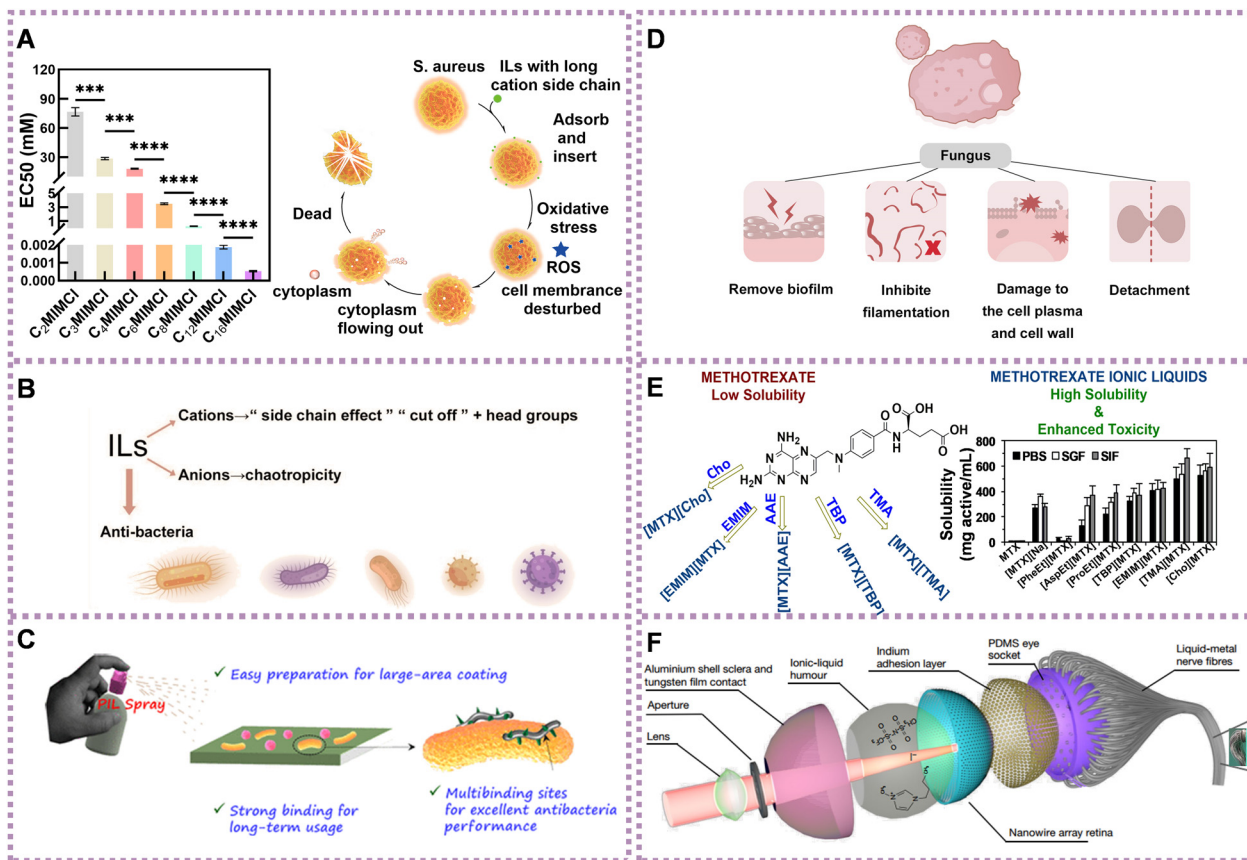 A
120
90
60
30
5
3
1
0.002
0.001
0.000
EC50 (mM)
***
***
****
****
****
****
C2MIMCl
C3MIMCl
C4MIMCl
C6MIMCl
C8MIMCl
C12MIMCl
C16MIMCl
S. aureus
ILs with long
cation side chain
Adsorb
and
insert
Oxidative
stress
ROS
cell membrane
desturbed
cytoplasm
flowing out
cytoplasm
Dead
B
ILs
Cations→“ side chain effect ” “ cut off ” + head groups
Anions→chaotropicity
Anti-bacteria
C
PIL Spray
✓ Easy preparation for large-area coating
✓ Strong binding for
long-term usage
✓ Multibinding sites
for excellent antibacteria
performance
D
Fungus
Remove biofilm
Inhibite
filamentation
Damage to
the cell plasma
and cell wall
Detachment
E
METHOTREXATE
Low Solubility
NH2
H2N
N
N
N
N
N
O
N
H
O
OH
OH
O
Cho
EMIM
AAE
TBP
TMA
[MTX][Cho]
[EMIM][MTX]
[MTX][AAE]
[MTX][TBP]
[MTX][TMA]
METHOTREXATE IONIC LIQUIDS
High Solubility
&
Enhanced Toxicity
Solubility
(mg active/mL)
800
600
400
200
0
PBS SGF SIF
MTX
[MTX][Na]
[PheEt][MTX]
[AspEt][MTX]
[ProEt][MTX]
[TBP][MTX]
[EMIM][MTX]
[TMA][MTX]
[Cho][MTX]
F
Aluminium shell sclera and
tungsten film contact
Aperture
Lens
Ionic-liquid
humour
Indium
adhesion layer
PDMS eye
socket
Liquid-metal
nerve fibres
Nanowire array retina